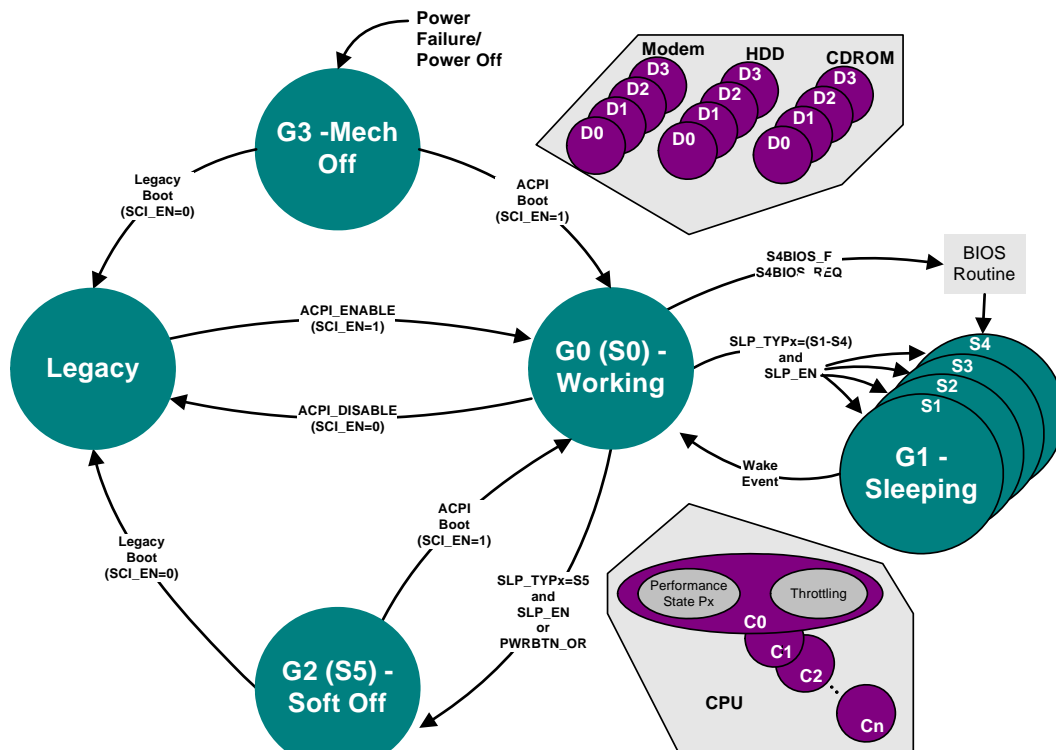 Power
Failure/
Power Off
Modem
HDD
CDROM
D3
D2
D1
D0
D3
D2
D1
D0
D3
D2
D1
D0
G3 -Mech
Off
Legacy
Boot
(SCI_EN=0)
ACPI
Boot
(SCI_EN=1)
S4BIOS_F
S4BIOS_REQ
BIOS
Routine
ACPI_ENABLE
(SCI_EN=1)
Legacy
G0 (S0) -
Working
SLP_TYPx=(S1-S4)
and
SLP_EN
S4
S3
S2
S1
G1 -
Sleeping
ACPI_DISABLE
(SCI_EN=0)
Wake
Event
Legacy
Boot
(SCI_EN=0)
ACPI
Boot
(SCI_EN=1)
SLP_TYPx=S5
and
SLP_EN
or
PWRBTN_OR
G2 (S5) -
Soft Off
Performance
State Px
Throttling
C0
C1
C2
Cn
CPU